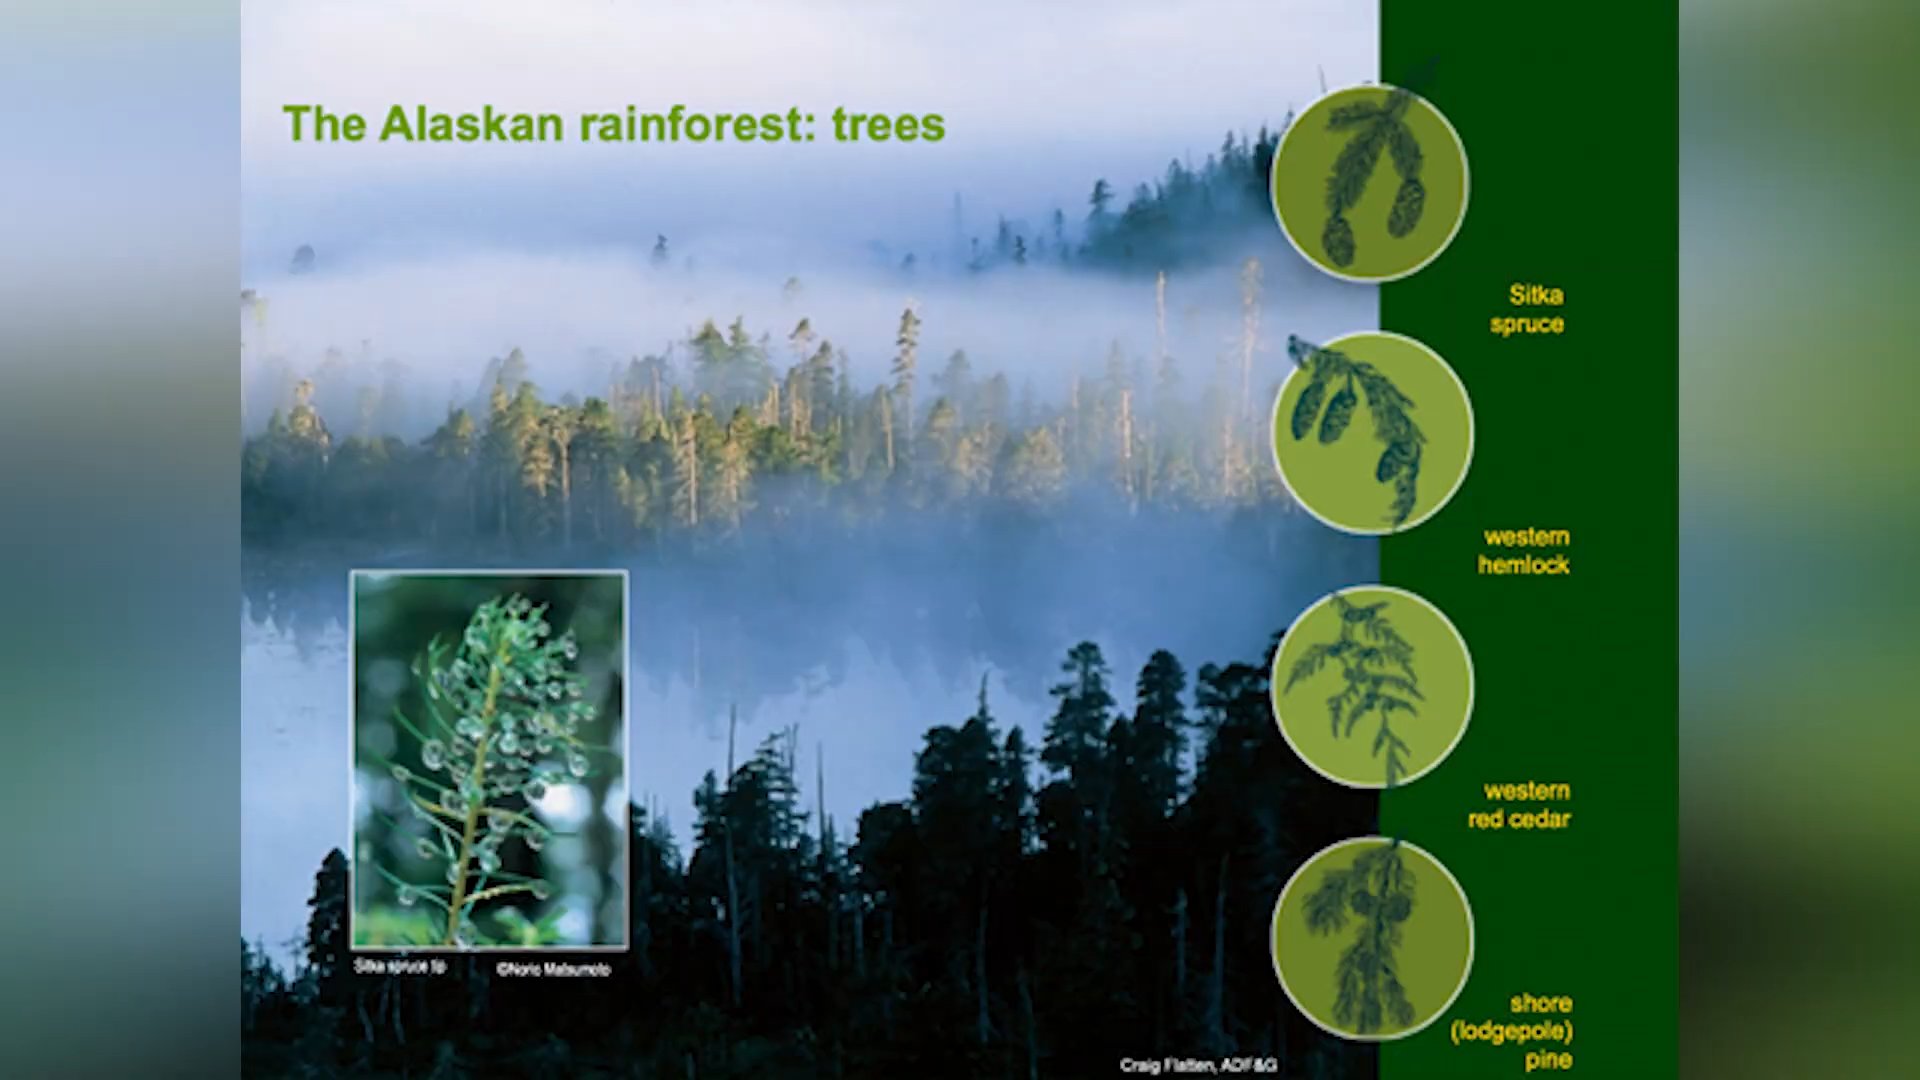 The Alaskan rainforest: trees
Sitka
spruce
western
hemlock
western
red cedar
shore
(lodgepole)
pine
Sitka spruce tip
©Norio Matsumoto
Craig Flatten, ADF&G